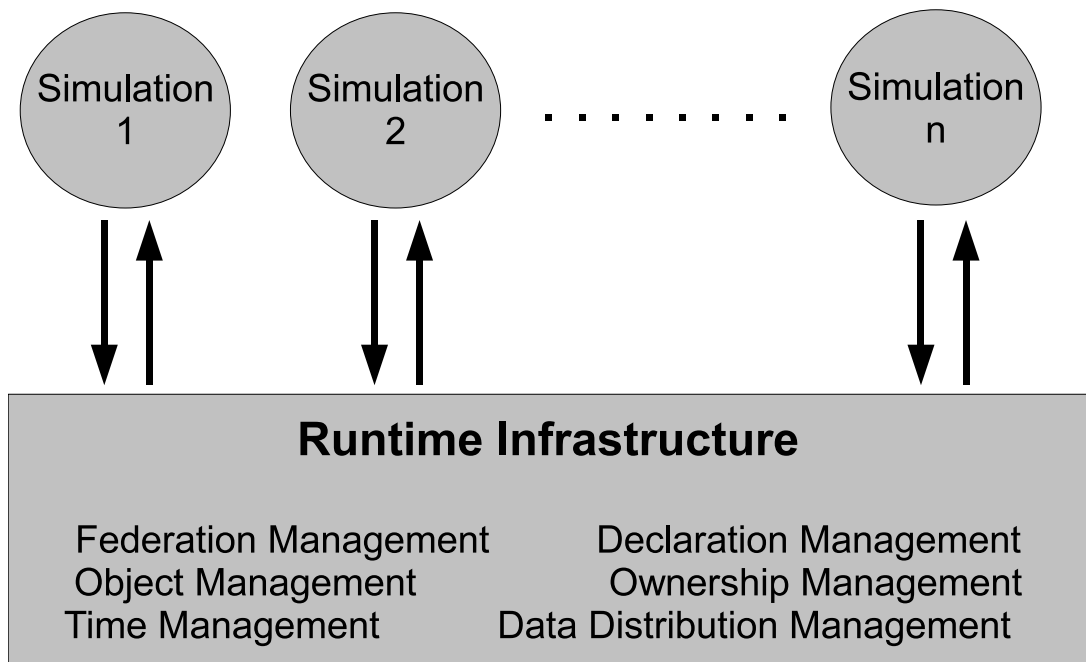 Simulation
1
Simulation
2
Simulation
n
Runtime Infrastructure
Federation Management
Declaration Management
Object Management
Ownership Management
Time Management
Data Distribution Management